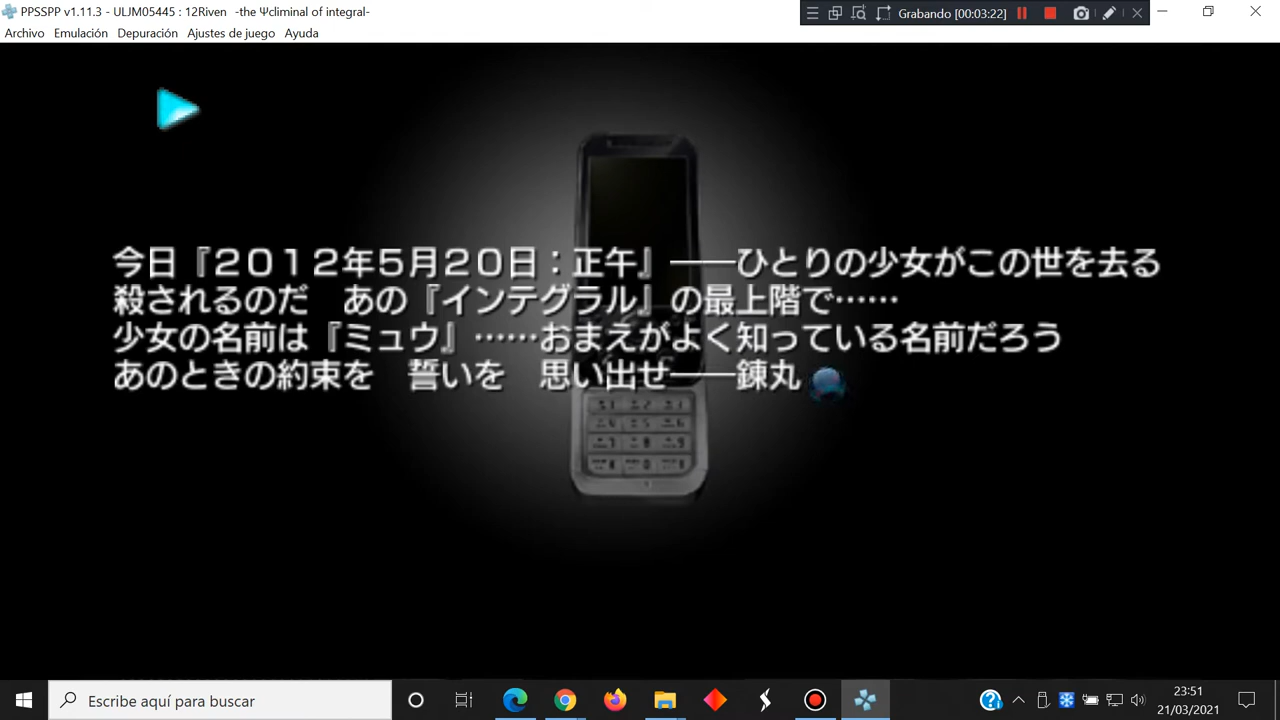 PPSSPP v1.11.3 - ULJM05445 : 12Riven -the Ψcliminal of integral-
Grabando [00:03:22]
Archivo Emulación Depuración Ajustes de juego Ayuda
今日『２０１２年５月２０日：正午』――ひとりの少女がこの世を去る
殺されるのだ　あの『インテグラル』の最上階で……
少女の名前は『ミュウ』……おまえがよく知っている名前だろう
あのときの約束を　誓いを　思い出せ――錬丸
Escribe aquí para buscar
23:51
21/03/2021